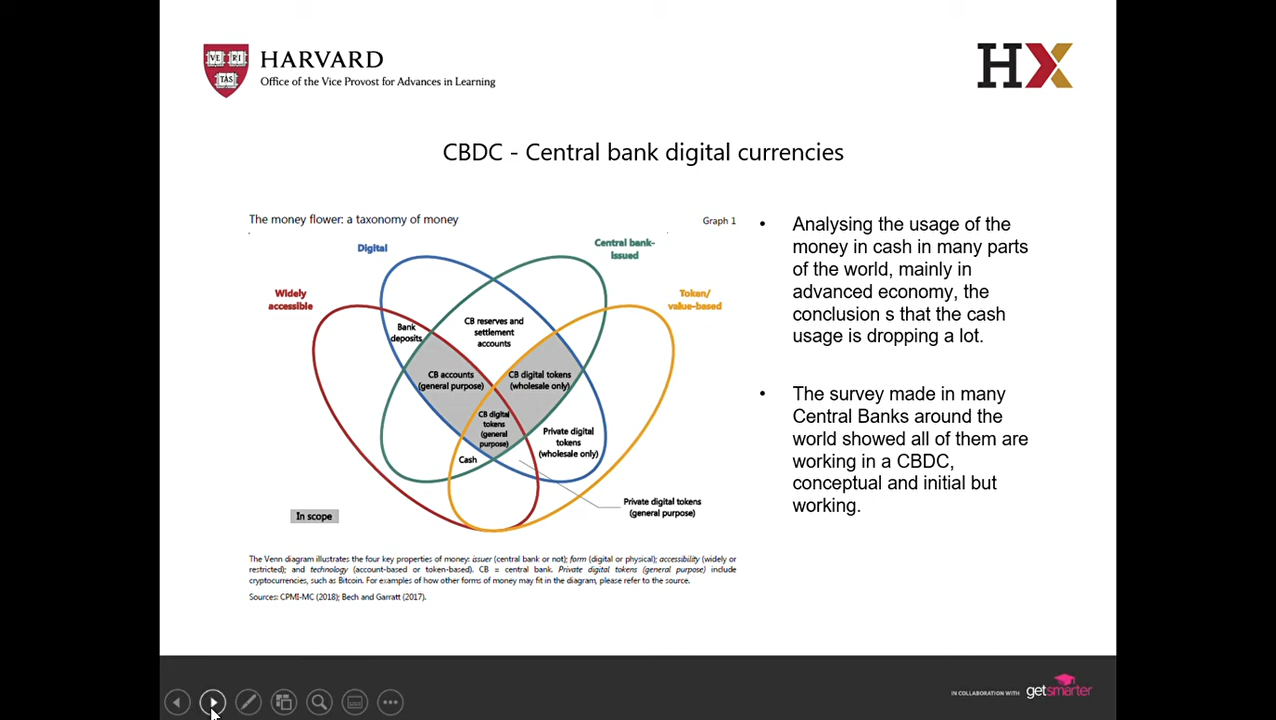 VE RI
TAS
HARVARD
Office of the Vice Provost for Advances in Learning
HX
CBDC - Central bank digital currencies
The money flower: a taxonomy of money
Graph 1
Digital
Central bank-
issued
Widely
accessible
Token/
value-based
Bank
deposits
CB reserves and
settlement
accounts
CB accounts
(general purpose)
CB digital tokens
(wholesale only)
CB digital
tokens
(general
purpose)
Private digital
tokens
(wholesale only)
Cash
Private digital tokens
(general purpose)
In scope
The Venn diagram illustrates the four key properties of money: issuer (central bank or not); form (digital or physical); accessibility (widely or
restricted); and technology (account-based or token-based). CB = central bank. Private digital tokens (general purpose) include
cryptocurrencies, such as Bitcoin. For examples of how other forms of money may fit in the diagram, please refer to the source.
Sources: CPMI-MC (2018); Bech and Garratt (2017).
• Analysing the usage of the
money in cash in many parts
of the world, mainly in
advanced economy, the
conclusion s that the cash
usage is dropping a lot.
• The survey made in many
Central Banks around the
world showed all of them are
working in a CBDC,
conceptual and initial but
working.
IN COLLABORATION WITH getsmarter